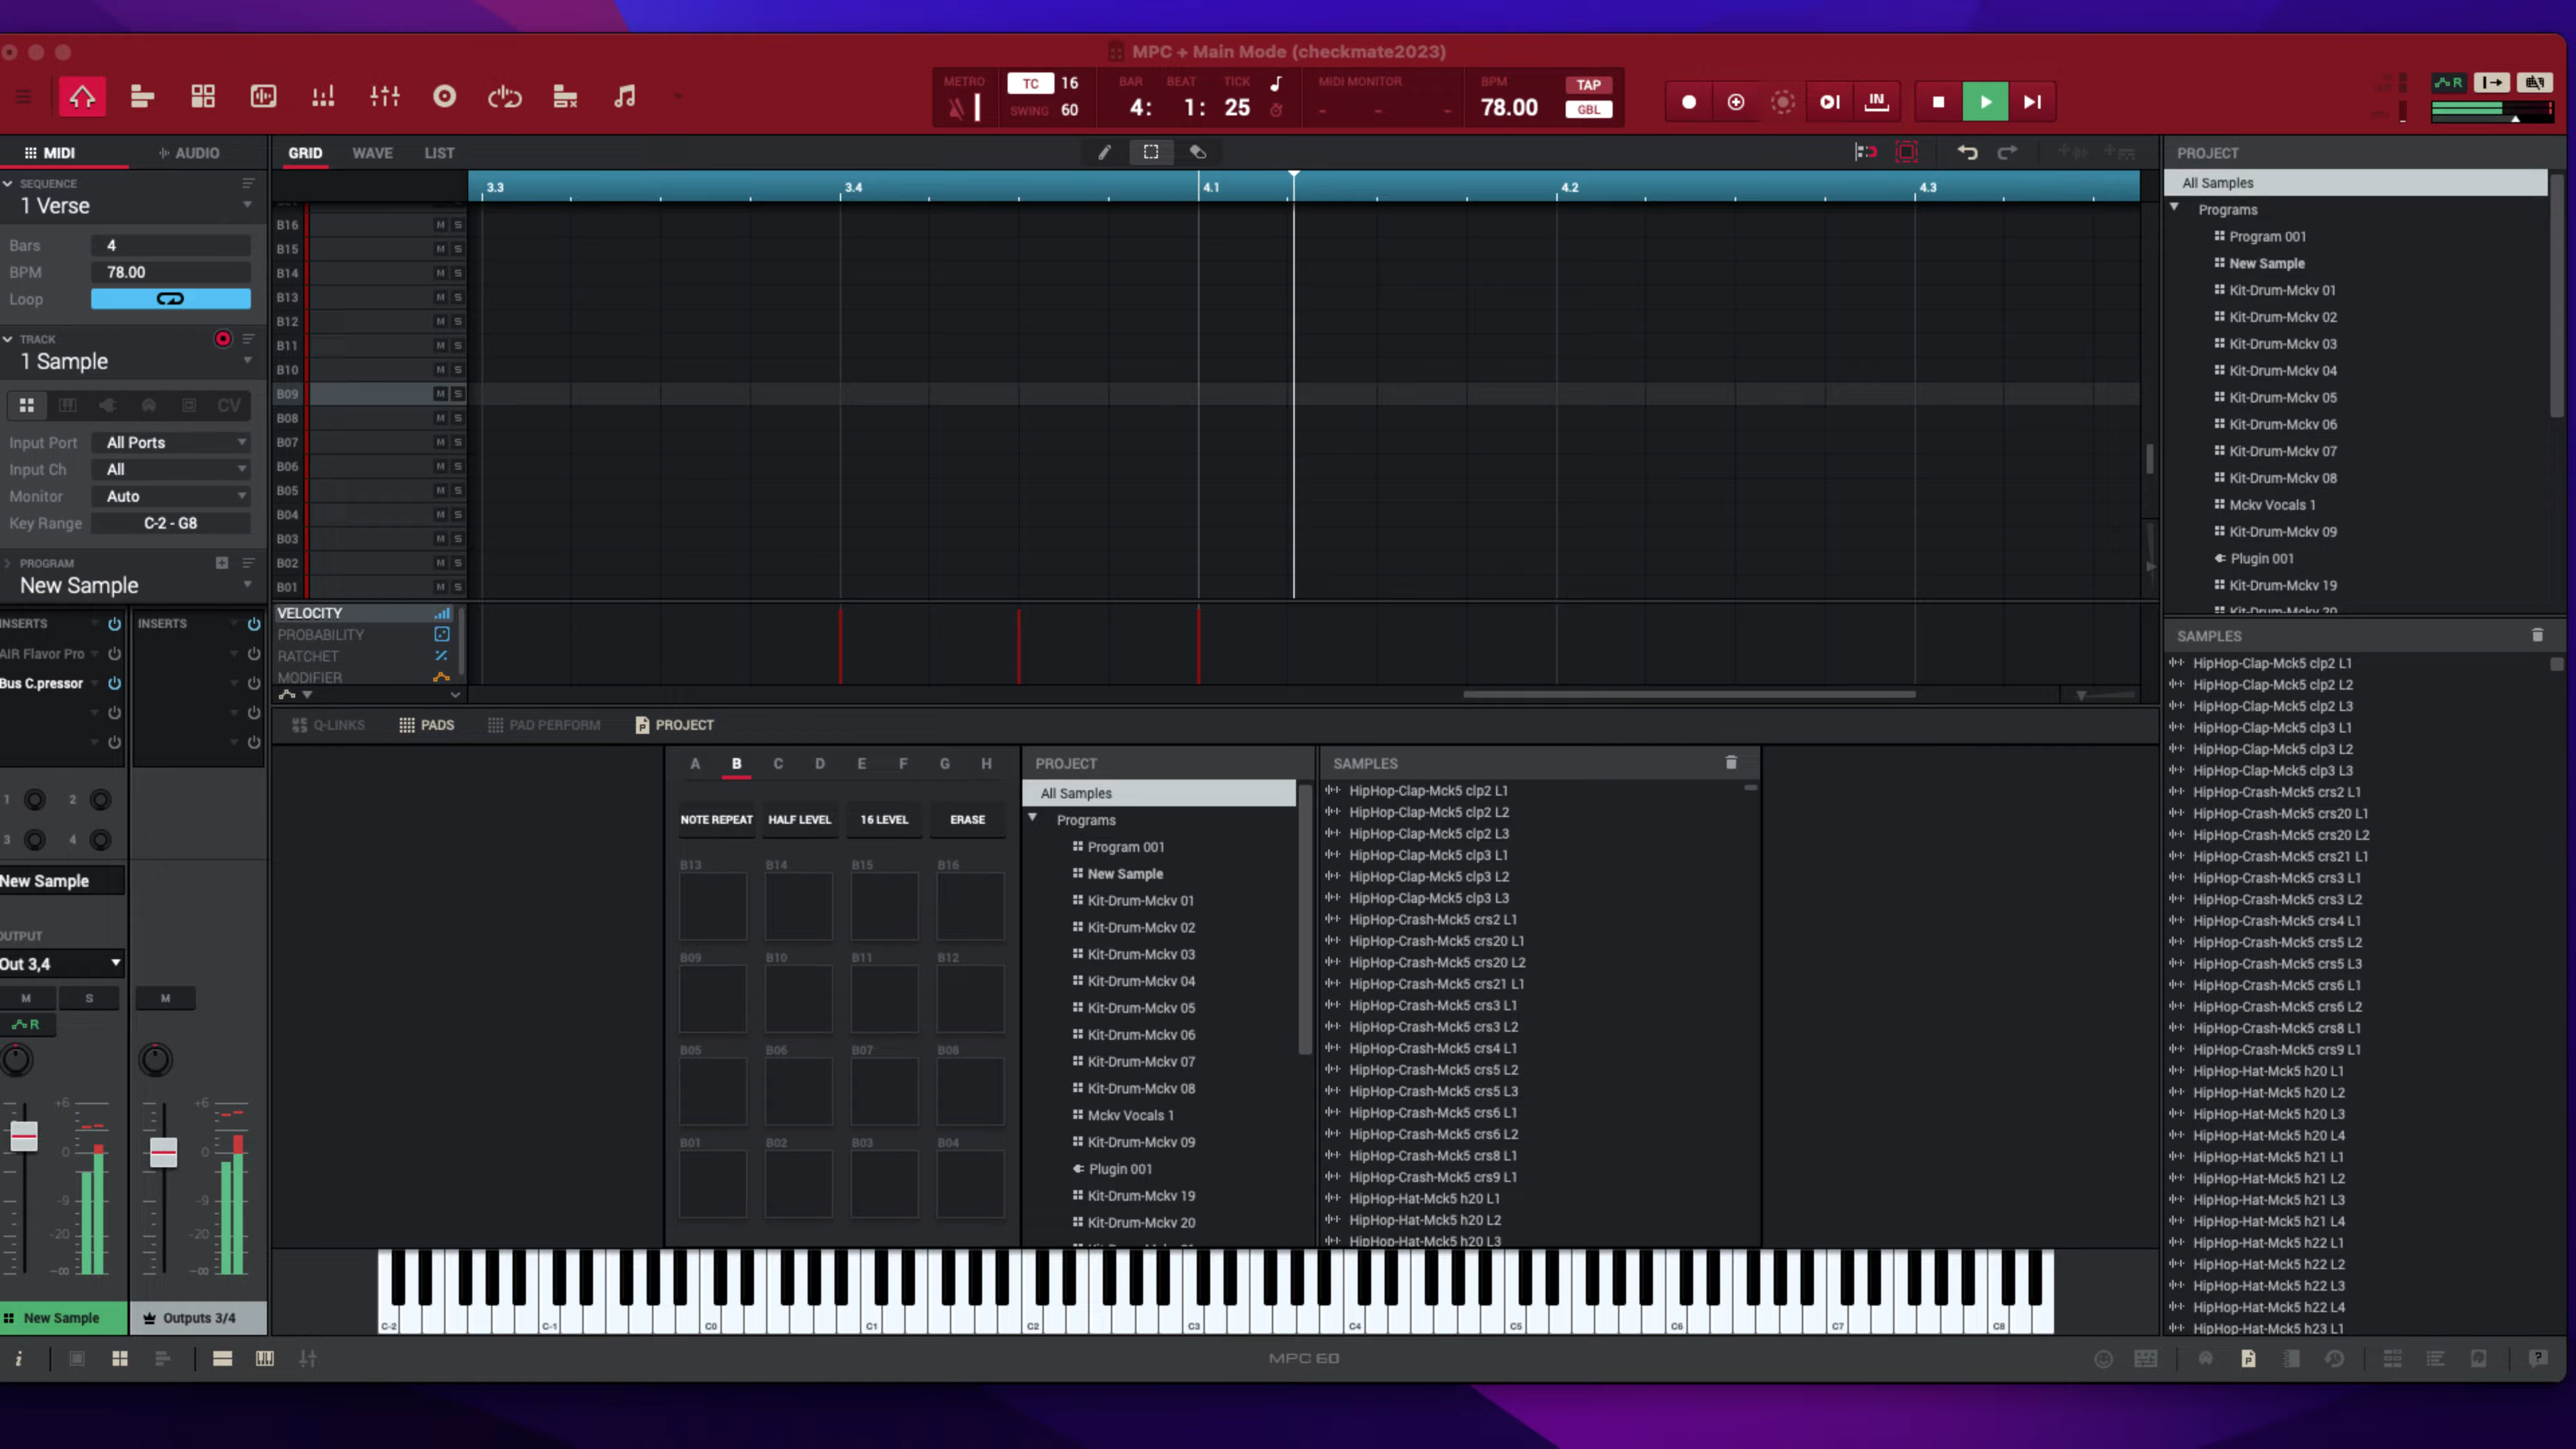 MPC + Main Mode (checkmate2023)
METRO
TC 16
SWING 60
BAR BEAT TICK
4: 1: 25
MIDI MONITOR
- - -
BPM
78.00
TAP
GBL
IN
R
MIDI
AUDIO
SEQUENCE
1 Verse
Bars 4
BPM 78.00
Loop
TRACK
1 Sample
CV
Input Port All Ports
Input Ch All
Monitor Auto
Key Range C-2 - G8
PROGRAM
New Sample
INSERTS
AIR Flavor Pro
Bus C.pressor
INSERTS
1 2
3 4
New Sample
OUTPUT
Out 3,4
M S
R
M
+6
0
-9
-20
-∞
+6
0
-9
-20
-∞
New Sample
Outputs 3/4
GRID WAVE LIST
3.3 3.4 4.1 4.2 4.3
B16 M S
B15 M S
B14 M S
B13 M S
B12 M S
B11 M S
B10 M S
B09 M S
B08 M S
B07 M S
B06 M S
B05 M S
B04 M S
B03 M S
B02 M S
B01 M S
VELOCITY
PROBABILITY
RATCHET
MODIFIER
Q-LINKS PADS PAD PERFORM PROJECT
A B C D E F G H
NOTE REPEAT HALF LEVEL 16 LEVEL ERASE
B13 B14 B15 B16
B09 B10 B11 B12
B05 B06 B07 B08
B01 B02 B03 B04
PROJECT
All Samples
Programs
Program 001
New Sample
Kit-Drum-Mckv 01
Kit-Drum-Mckv 02
Kit-Drum-Mckv 03
Kit-Drum-Mckv 04
Kit-Drum-Mckv 05
Kit-Drum-Mckv 06
Kit-Drum-Mckv 07
Kit-Drum-Mckv 08
Mckv Vocals 1
Kit-Drum-Mckv 09
Plugin 001
Kit-Drum-Mckv 19
Kit-Drum-Mckv 20
SAMPLES
HipHop-Clap-Mck5 clp2 L1
HipHop-Clap-Mck5 clp2 L2
HipHop-Clap-Mck5 clp2 L3
HipHop-Clap-Mck5 clp3 L1
HipHop-Clap-Mck5 clp3 L2
HipHop-Clap-Mck5 clp3 L3
HipHop-Crash-Mck5 crs2 L1
HipHop-Crash-Mck5 crs20 L1
HipHop-Crash-Mck5 crs20 L2
HipHop-Crash-Mck5 crs21 L1
HipHop-Crash-Mck5 crs3 L1
HipHop-Crash-Mck5 crs3 L2
HipHop-Crash-Mck5 crs4 L1
HipHop-Crash-Mck5 crs5 L2
HipHop-Crash-Mck5 crs5 L3
HipHop-Crash-Mck5 crs6 L1
HipHop-Crash-Mck5 crs6 L2
HipHop-Crash-Mck5 crs8 L1
HipHop-Crash-Mck5 crs9 L1
HipHop-Hat-Mck5 h20 L1
HipHop-Hat-Mck5 h20 L2
HipHop-Hat-Mck5 h20 L3
C-2 C-1 C0 C1 C2 C3 C4 C5 C6 C7 C8
MPC 60
PROJECT
All Samples
Programs
Program 001
New Sample
Kit-Drum-Mckv 01
Kit-Drum-Mckv 02
Kit-Drum-Mckv 03
Kit-Drum-Mckv 04
Kit-Drum-Mckv 05
Kit-Drum-Mckv 06
Kit-Drum-Mckv 07
Kit-Drum-Mckv 08
Mckv Vocals 1
Kit-Drum-Mckv 09
Plugin 001
Kit-Drum-Mckv 19
Kit-Drum-Mckv 20
SAMPLES
HipHop-Clap-Mck5 clp2 L1
HipHop-Clap-Mck5 clp2 L2
HipHop-Clap-Mck5 clp2 L3
HipHop-Clap-Mck5 clp3 L1
HipHop-Clap-Mck5 clp3 L2
HipHop-Clap-Mck5 clp3 L3
HipHop-Crash-Mck5 crs2 L1
HipHop-Crash-Mck5 crs20 L1
HipHop-Crash-Mck5 crs20 L2
HipHop-Crash-Mck5 crs21 L1
HipHop-Crash-Mck5 crs3 L1
HipHop-Crash-Mck5 crs3 L2
HipHop-Crash-Mck5 crs4 L1
HipHop-Crash-Mck5 crs5 L2
HipHop-Crash-Mck5 crs5 L3
HipHop-Crash-Mck5 crs6 L1
HipHop-Crash-Mck5 crs6 L2
HipHop-Crash-Mck5 crs8 L1
HipHop-Crash-Mck5 crs9 L1
HipHop-Hat-Mck5 h20 L1
HipHop-Hat-Mck5 h20 L2
HipHop-Hat-Mck5 h20 L3
HipHop-Hat-Mck5 h20 L4
HipHop-Hat-Mck5 h21 L1
HipHop-Hat-Mck5 h21 L2
HipHop-Hat-Mck5 h21 L3
HipHop-Hat-Mck5 h21 L4
HipHop-Hat-Mck5 h22 L1
HipHop-Hat-Mck5 h22 L2
HipHop-Hat-Mck5 h22 L3
HipHop-Hat-Mck5 h22 L4
HipHop-Hat-Mck5 h23 L1